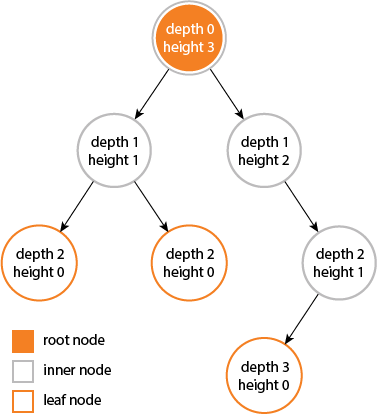 depth 0
height 3
depth 1
height 1
depth 1
height 2
depth 2
height 0
depth 2
height 0
depth 2
height 1
depth 3
height 0
root node
inner node
leaf node